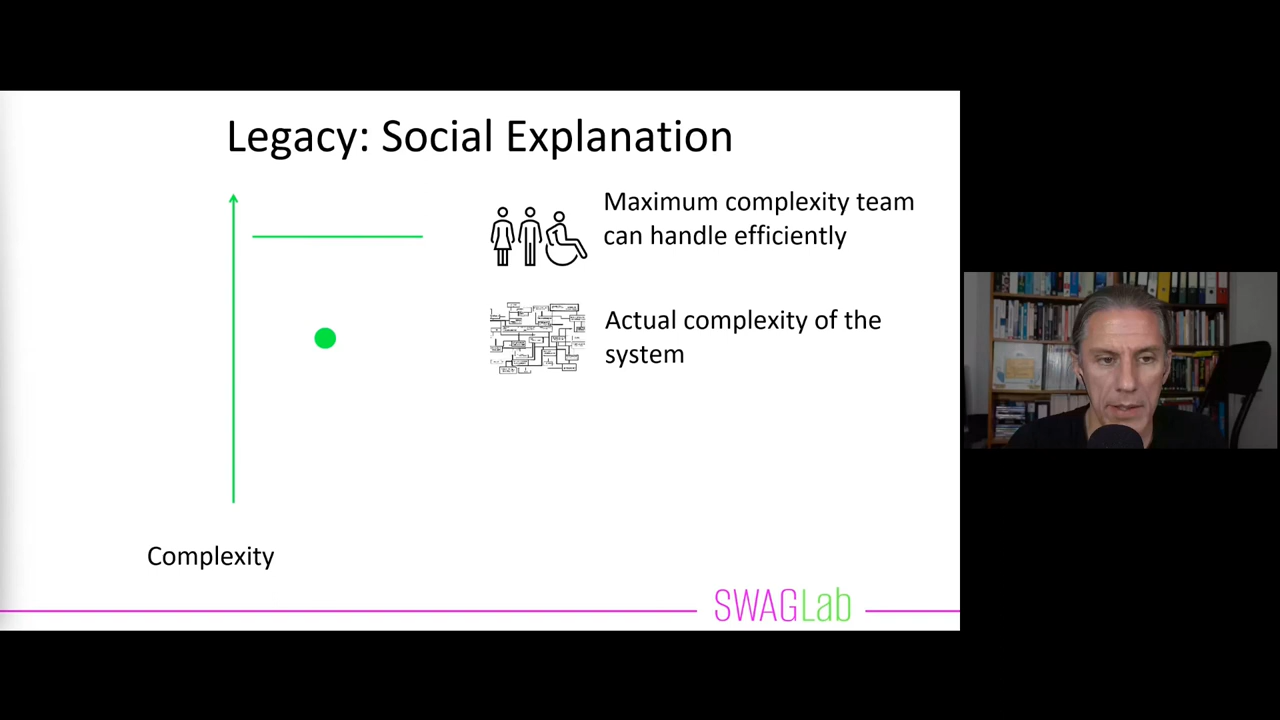 Legacy: Social Explanation
Maximum complexity team
can handle efficiently
Actual complexity of the
system
Complexity
SWAGLab